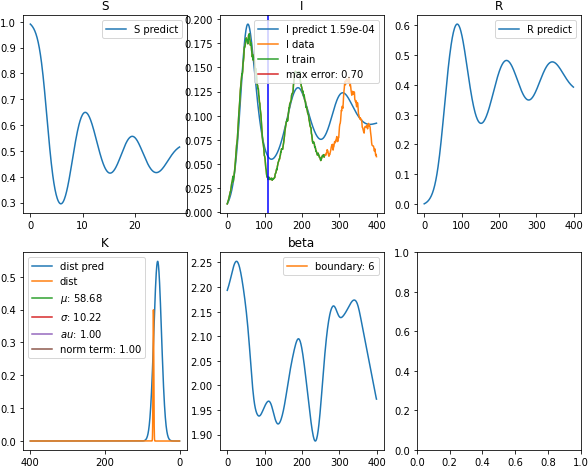 S
1.0
0.9
0.8
0.7
0.6
0.5
0.4
0.3
0 10 20
S predict
I
0.200
0.175
0.150
0.125
0.100
0.075
0.050
0.025
0.000
0 100 200 300 400
I predict 1.59e-04
I data
I train
max error: 0.70
R
0.6
0.5
0.4
0.3
0.2
0.1
0.0
0 100 200 300 400
R predict
K
0.5
0.4
0.3
0.2
0.1
0.0
400 200 0
dist pred
dist
μ: 58.68
σ: 10.22
au: 1.00
norm term: 1.00
beta
2.25
2.20
2.15
2.10
2.05
2.00
1.95
1.90
0 100 200 300 400
boundary: 6
1.0
0.8
0.6
0.4
0.2
0.0
0.0 0.2 0.4 0.6 0.8 1.0